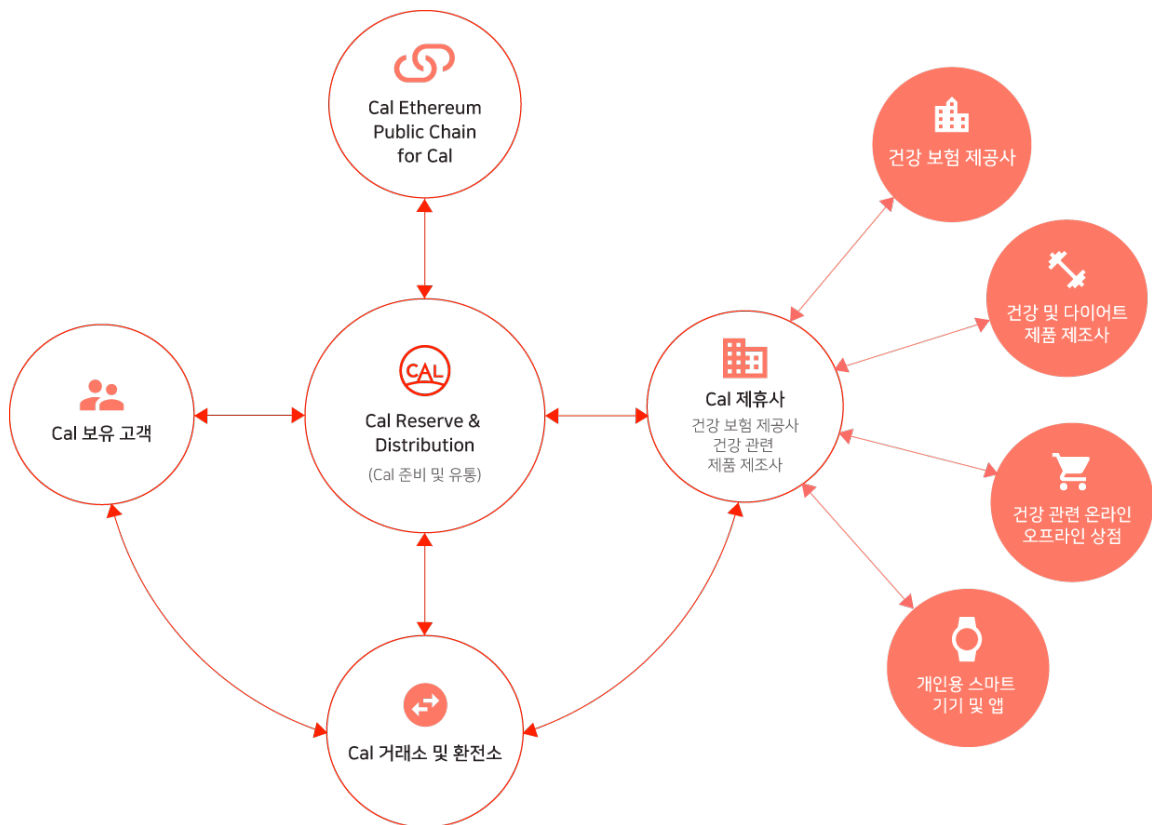 Cal Ethereum
Public Chain
for Cal
건강 보험 제공사
건강 및 다이어트
제품 제조사
CAL
Cal Reserve &
Distribution
(Cal 준비 및 유통)
Cal 보유 고객
Cal 제휴사
건강 보험 제공사
건강 관련
제품 제조사
건강 관련 온라인
오프라인 상점
개인용 스마트
기기 및 앱
Cal 거래소 및 환전소